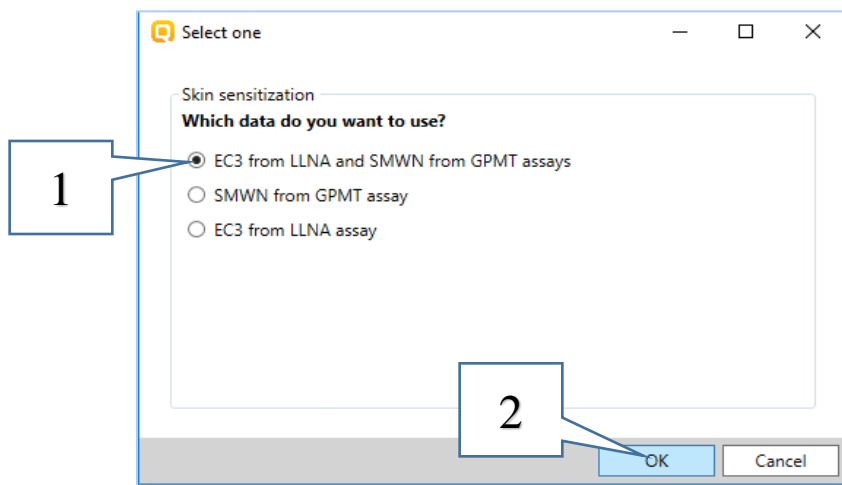 Select one
Skin sensitization
Which data do you want to use?
1
EC3 from LLNA and SMWN from GPMT assays
SMWN from GPMT assay
EC3 from LLNA assay
2
OK
Cancel